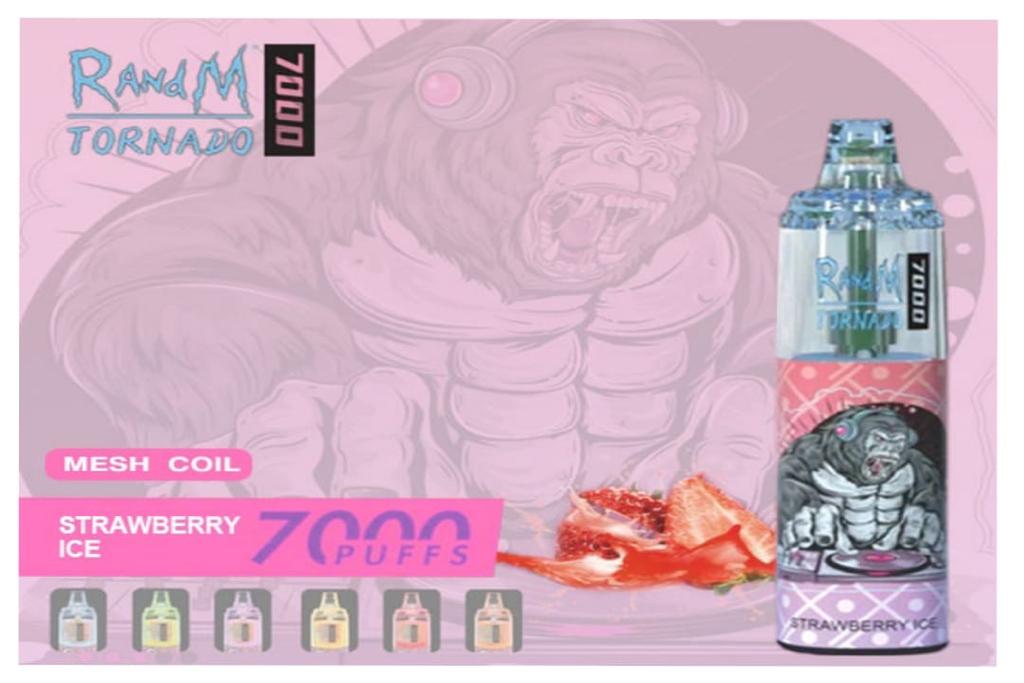 RAndM
TORNADO
7000
RAndM
TORNADO
7000
MESH COIL
STRAWBERRY
ICE
7000
PUFFS
STRAWBERRY ICE